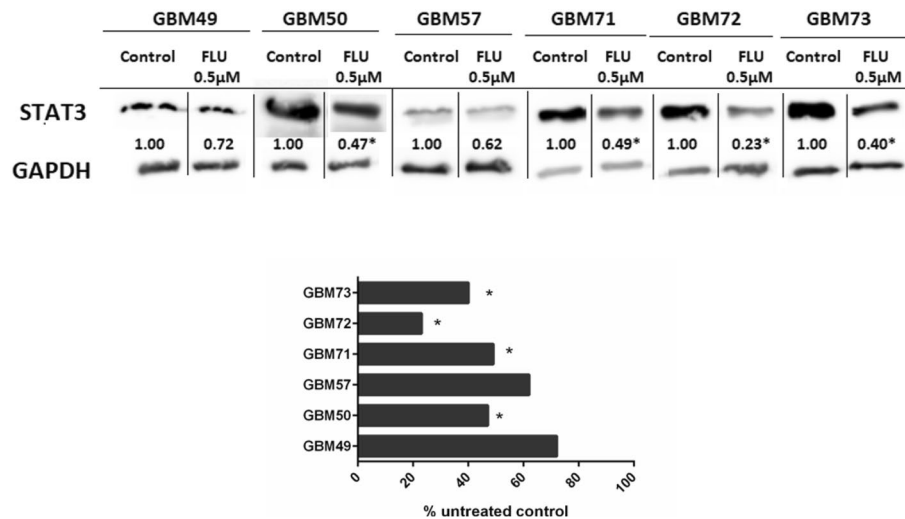 GBM49 GBM50 GBM57 GBM71 GBM72 GBM73
Control FLU Control FLU Control FLU Control FLU Control FLU Control FLU
0.5µM 0.5µM 0.5µM 0.5µM 0.5µM 0.5µM
STAT3
1.00 0.72 1.00 0.47* 1.00 0.62 1.00 0.49* 1.00 0.23* 1.00 0.40*
GAPDH
GBM73 *
GBM72 *
GBM71 *
GBM57
GBM50 *
GBM49
0 20 40 60 80 100
% untreated control